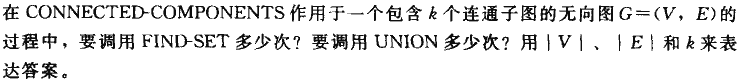 在 CONNECTED-COMPONENTS 作用于一个包含 k 个连通子图的无向图 G=(V, E)的
过程中，要调用 FIND-SET 多少次？要调用 UNION 多少次？用 |V|、|E| 和 k 来表
达答案。